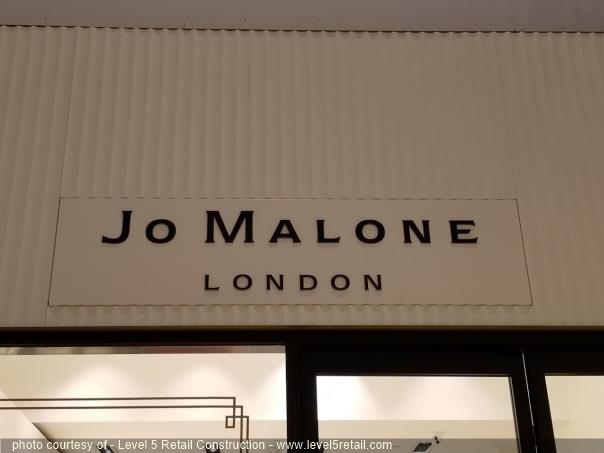 Jo Malone
LONDON
photo courtesy of - Level 5 Retail Construction - www.level5retail.com